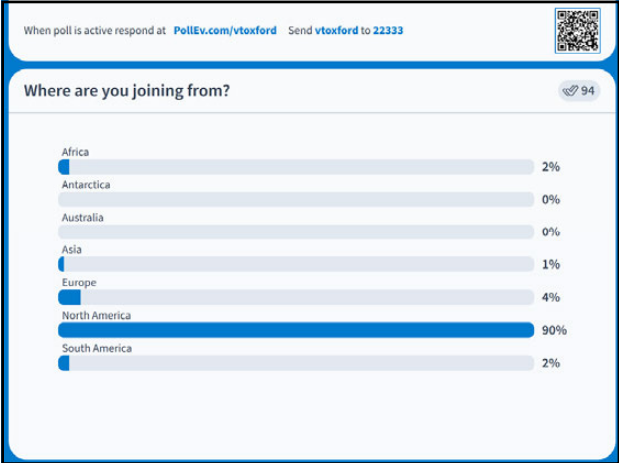 When poll is active respond at PollEv.com/vtoxford Send vtoxford to 22333
Where are you joining from?
94
Africa
2%
Antarctica
0%
Australia
0%
Asia
1%
Europe
4%
North America
90%
South America
2%